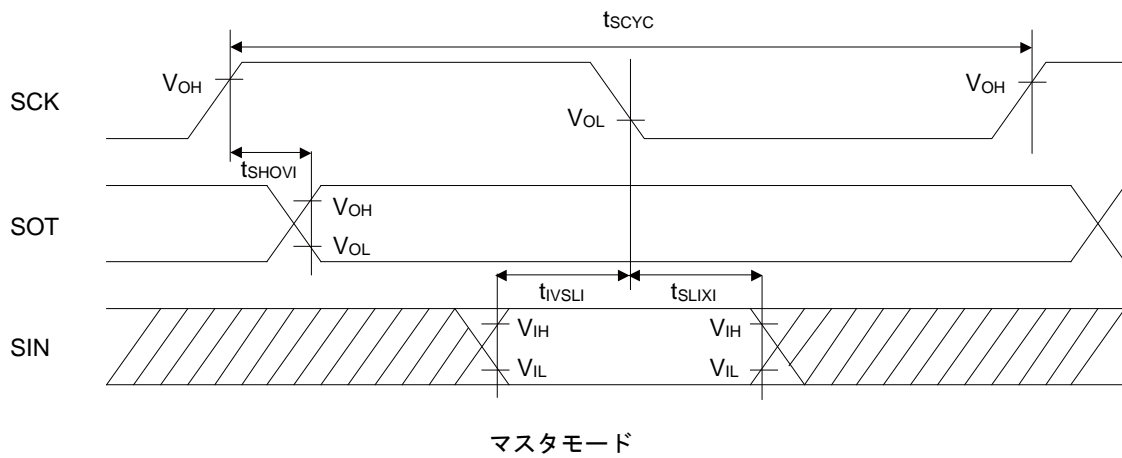 tSCYC
SCK
VOH
VOL
VOH
tSHOVI
SOT
VOH
VOL
tIVSLI
tSLIXI
SIN
VIH
VIL
VIH
VIL
マスタモード